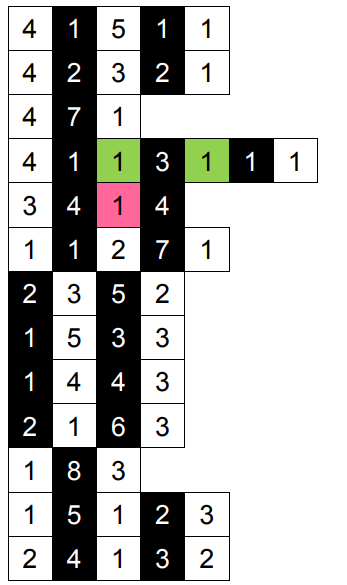 4 1 5 1 1
4 2 3 2 1
4 7 1
4 1 1 3 1 1 1
3 4 1 4
1 1 2 7 1
2 3 5 2
1 5 3 3
1 4 4 3
2 1 6 3
1 8 3
1 5 1 2 3
2 4 1 3 2